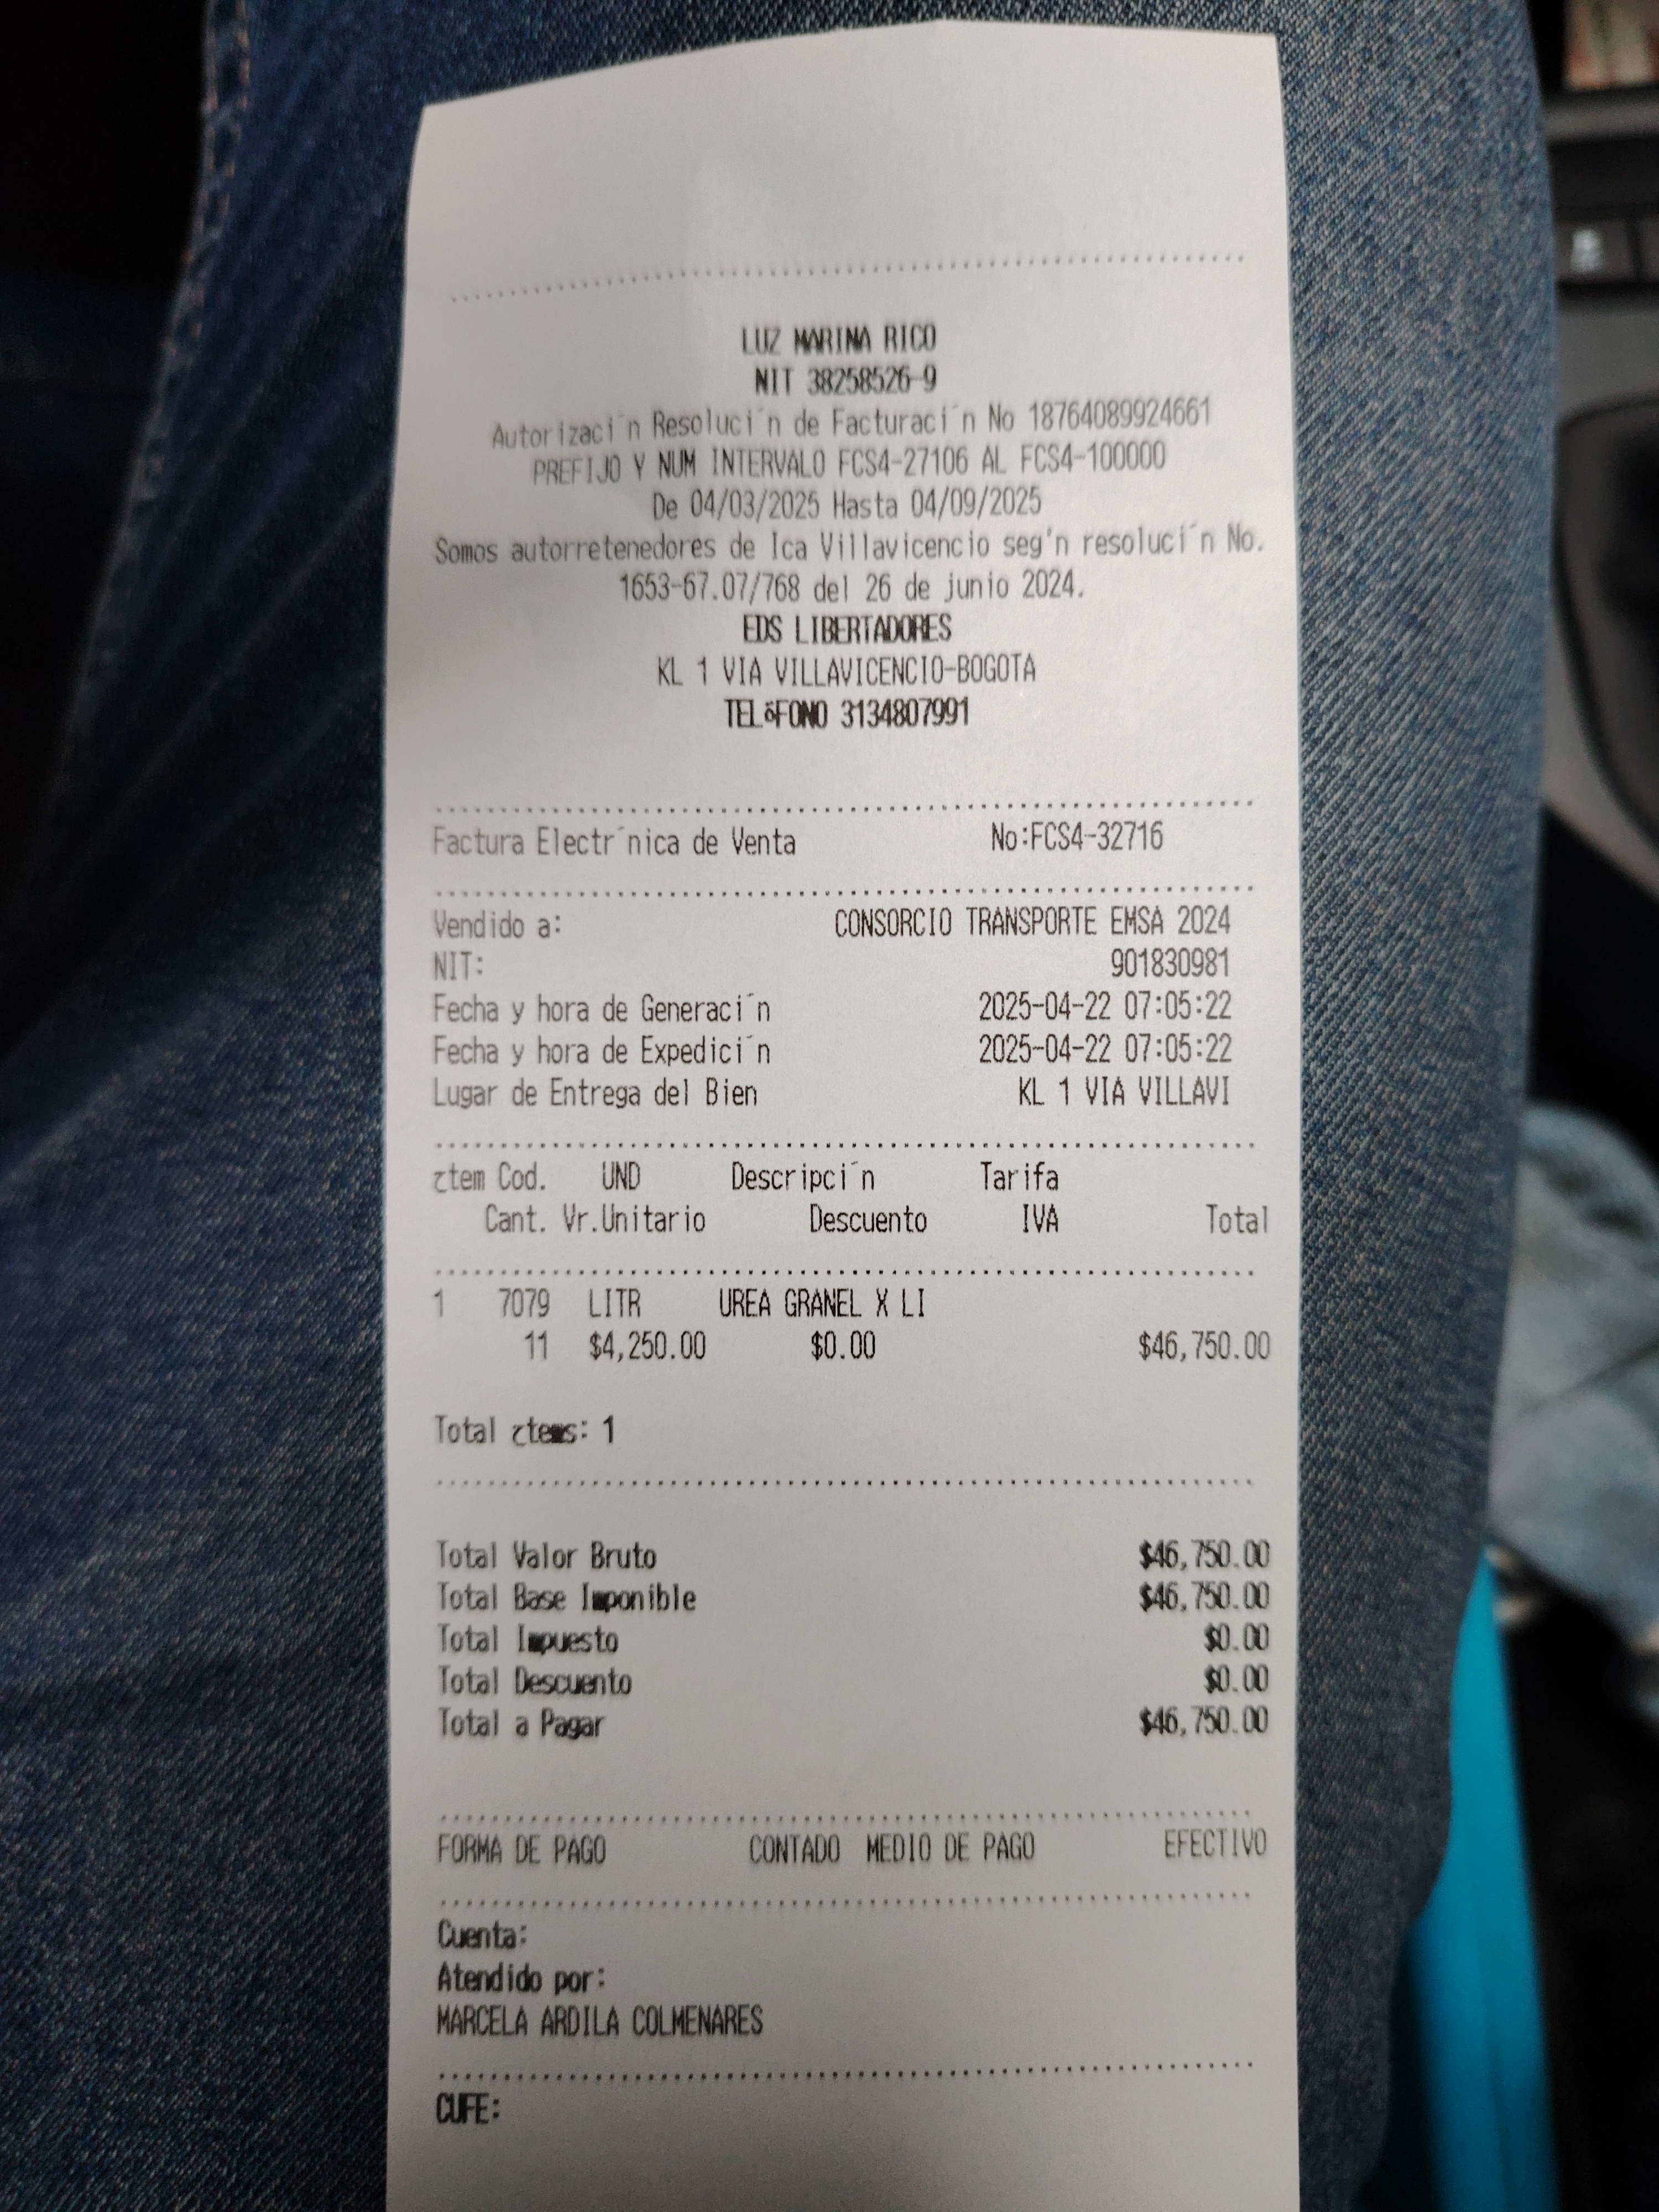 LUZ MARINA RICO
NIT 38258526-9
Autorizaci´n Resoluci´n de Facturaci´n No 18764089924661
PREFIJO Y NUM INTERVALO FCS4-27106 AL FCS4-100000
De 04/03/2025 Hasta 04/09/2025
Somos autorretenedores de Ica Villavicencio seg'n resoluci´n No.
1653-67.07/768 del 26 de junio 2024.
EDS LIBERTADORES
KL 1 VIA VILLAVICENCIO-BOGOTA
TELδFONO 3134807991
Factura Electr´nica de Venta No:FCS4-32716
Vendido a: CONSORCIO TRANSPORTE EMSA 2024
NIT: 901830981
Fecha y hora de Generaci´n 2025-04-22 07:05:22
Fecha y hora de Expedici´n 2025-04-22 07:05:22
Lugar de Entrega del Bien KL 1 VIA VILLAVI
ztem Cod. UND Descripci´n Tarifa
Cant. Vr.Unitario Descuento IVA Total
1 7079 LITR UREA GRANEL X LI
11 $4,250.00 $0.00 $46,750.00
Total ztems: 1
Total Valor Bruto $46,750.00
Total Base Imponible $46,750.00
Total Impuesto $0.00
Total Descuento $0.00
Total a Pagar $46,750.00
FORMA DE PAGO CONTADO MEDIO DE PAGO EFECTIVO
Cuenta:
Atendido por:
MARCELA ARDILA COLMENARES
CUFE: